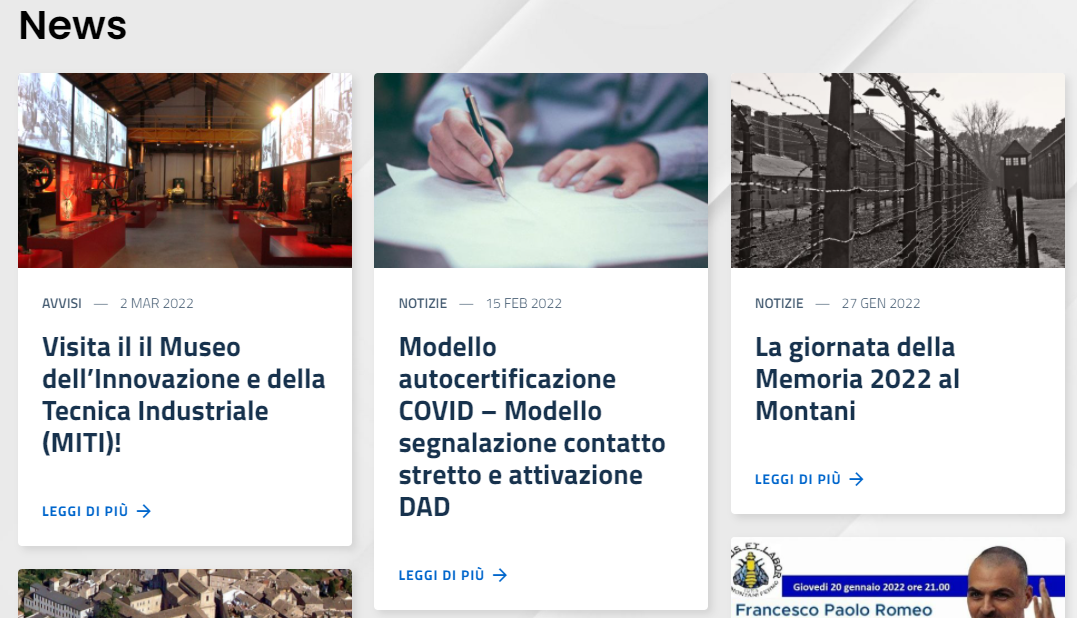 News
AVVISI — 2 MAR 2022
Visita il il Museo
dell’Innovazione e della
Tecnica Industriale
(MITI)!
LEGGI DI PIÙ →
NOTIZIE — 15 FEB 2022
Modello
autocertificazione
COVID – Modello
segnalazione contatto
stretto e attivazione
DAD
LEGGI DI PIÙ →
NOTIZIE — 27 GEN 2022
La giornata della
Memoria 2022 al
Montani
LEGGI DI PIÙ →
ET LABOR
Giovedì 20 gennaio 2022 ore 21.00
Francesco Paolo Romeo